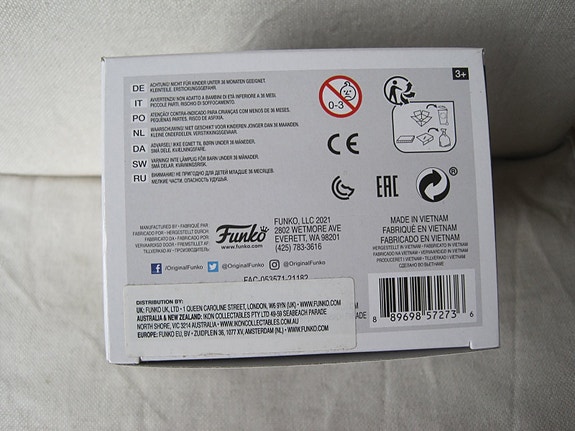 3+
DE ACHTUNG! NICHT FÜR KINDER UNTER 36 MONATEN GEEIGNET.
KLEINTEILE. ERSTICKUNGSGEFAHR.
IT AVVERTENZA! NON ADATTO A BAMBINI DI ETÀ INFERIORE A 36 MESI.
PICCOLE PARTI. RISCHIO DI SOFFOCAMENTO.
PO ATENÇÃO! CONTRA-INDICADO PARA CRIANÇAS COM MENOS DE 36 MESES.
PEQUENAS PARTES. RISCO DE ASFIXIA.
NL WAARSCHUWING! NIET GESCHIKT VOOR KINDEREN JONGER DAN 36 MAANDEN.
KLEINE ONDERDELEN. VERSTIKKINGSGEVAAR.
DA ADVARSEL! IKKE EGNET TIL BØRN UNDER 36 MÅNEDER.
SMÅ DELE. KVÆLNINGSFARE.
SW VARNING! INTE LÄMPLIG FÖR BARN UNDER 36 MÅNADER.
SMÅ DELAR. KVÄVNINGSRISK.
RU ВНИМАНИЕ! НЕ ПРИГОДНО ДЛЯ ДЕТЕЙ МЛАДШЕ 36 МЕСЯЦЕВ.
МЕЛКИЕ ЧАСТИ. ОПАСНОСТЬ УДУШЬЯ.
0-3
CE
EAC
®
MANUFACTURED BY • FABRIQUÉ PAR
FABRICADO POR • HERGESTELLT DURCH
FABBRICATO DA • PRODUZIDO POR
VERVAARDIGD DOOR • FREMSTILLET AF
TILLVERKAD AV • ПРОИЗВОДИТЕЛЬ
Funko
www.funko.com
FUNKO, LLC 2021
2802 WETMORE AVE
EVERETT, WA 98201
(425) 783-3616
MADE IN VIETNAM
FABRIQUÉ EN VIETNAM
FABRICADO EN VIETNAM
HERGESTELLT IN VIETNAM • FABBRICATO IN VIETNAM
PRODUCERET I VIETNAM • TILLVERKAD I VIETNAM
СДЕЛАНО ВО ВЬЕТНАМЕ
/OriginalFunko @OriginalFunko @OriginalFunko
FAC-053571-21182
DISTRIBUTION BY:
UK: FUNKO UK, LTD • 1 QUEEN CAROLINE STREET, LONDON, W6 9YN (UK) • WWW.FUNKO.COM
AUSTRALIA & NEW ZEALAND: IKON COLLECTABLES PTY LTD 49-59 SEABEACH PARADE
NORTH SHORE, VIC 3214 AUSTRALIA • WWW.IKONCOLLECTABLES.COM.AU
EUROPE: FUNKO EU, BV • ZUIDPLEIN 36, 1077 XV, AMSTERDAM (NL) • WWW.FUNKO.COM
8 89698 57273 6